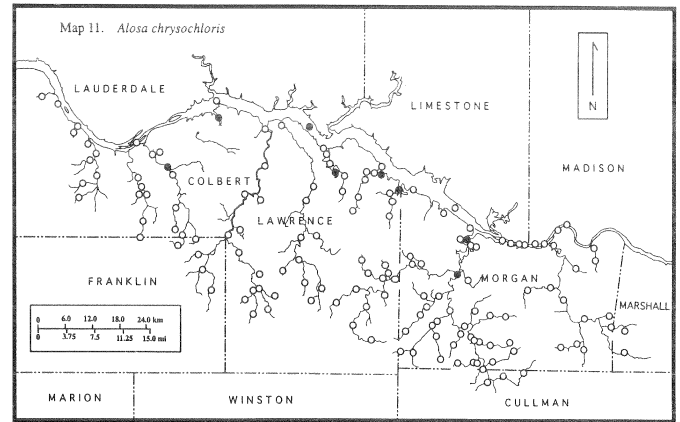 Map 11. Alosa chrysochloris
LAUDERDALE
LIMESTONE
N
MADISON
COLBERT
LAWRENCE
FRANKLIN
MORGAN
MARSHALL
0 6.0 12.0 18.0 24.0 km
0 3.75 7.5 11.25 15.0 mi
MARION
WINSTON
CULLMAN